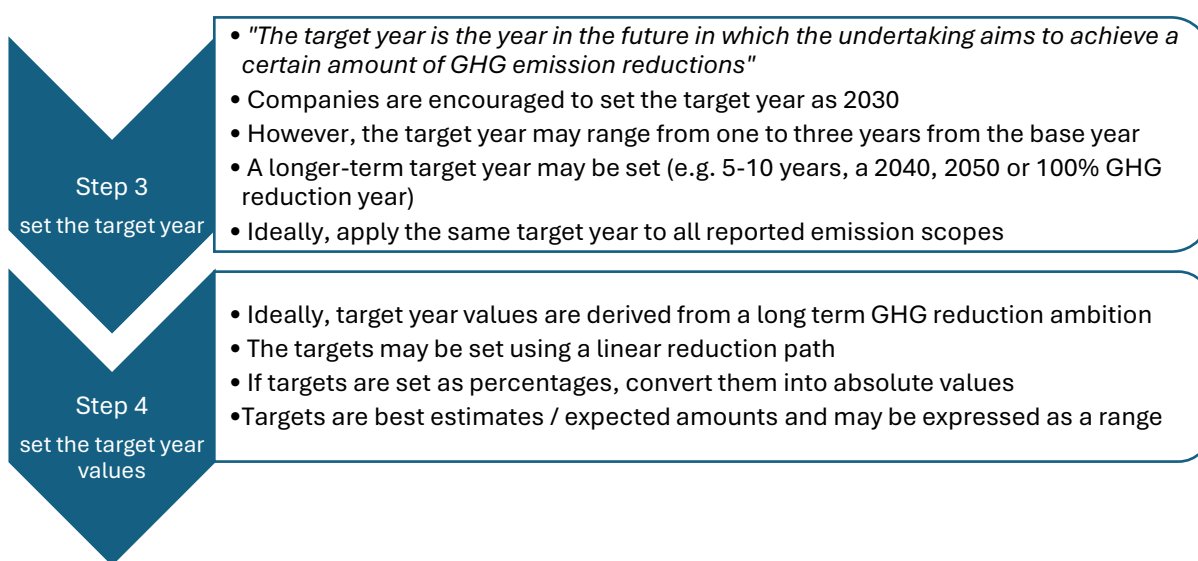 Step 3
set the target year
• "The target year is the year in the future in which the undertaking aims to achieve a
certain amount of GHG emission reductions"
• Companies are encouraged to set the target year as 2030
• However, the target year may range from one to three years from the base year
• A longer-term target year may be set (e.g. 5-10 years, a 2040, 2050 or 100% GHG
reduction year)
• Ideally, apply the same target year to all reported emission scopes
Step 4
set the target year
values
• Ideally, target year values are derived from a long term GHG reduction ambition
• The targets may be set using a linear reduction path
• If targets are set as percentages, convert them into absolute values
•Targets are best estimates / expected amounts and may be expressed as a range